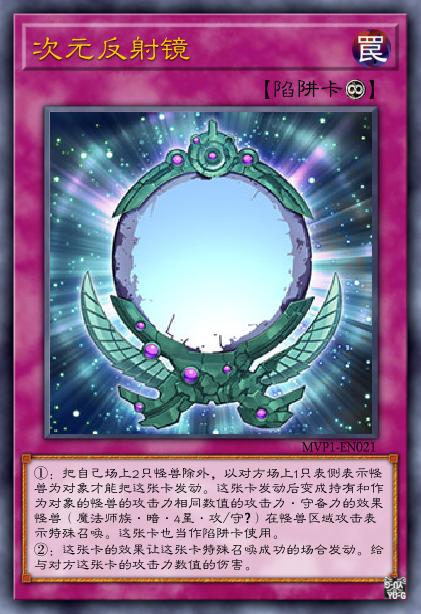 次元反射镜
罠
【陷阱卡】
MVP1-EN021
①：把自己场上2只怪兽除外，以对方场上1只表侧表示怪
兽为对象才能把这张卡发动。这张卡发动后变成持有和作
为对象的怪兽的攻击力相同数值的攻击力·守备力的效果
怪兽（魔法师族·暗·4星·攻/守?）在怪兽区域攻击表
示特殊召唤。这张卡也当作陷阱卡使用。
②：这张卡的效果让这张卡特殊召唤成功的场合发动。给
与对方这张卡的攻击力数值的伤害。